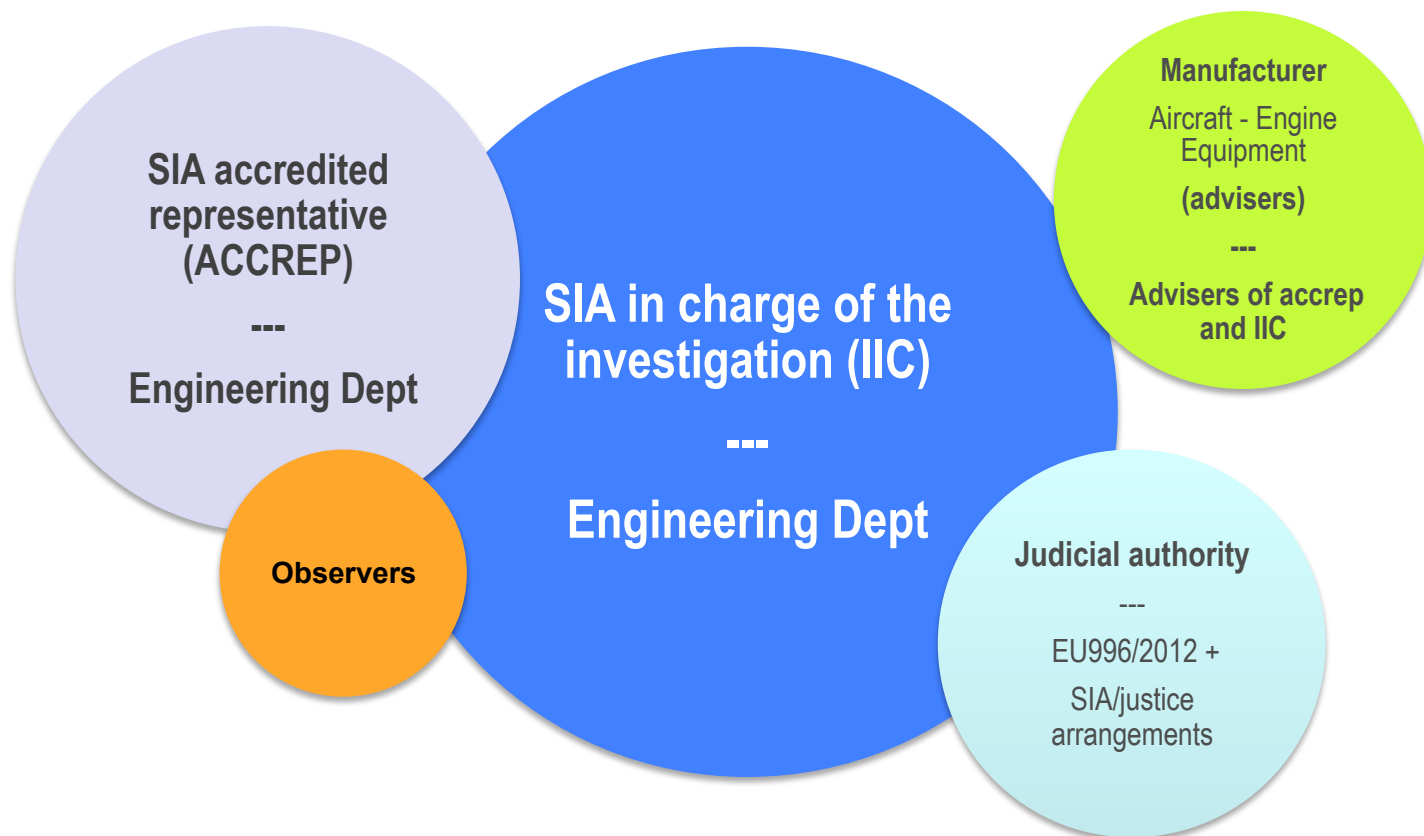 SIA accredited
representative
(ACCREP)
---
Engineering Dept
Observers
SIA in charge of the
investigation (IIC)
---
Engineering Dept
Manufacturer
Aircraft - Engine
Equipment
(advisers)
---
Advisers of accrep
and IIC
Judicial authority
---
EU996/2012 +
SIA/justice
arrangements